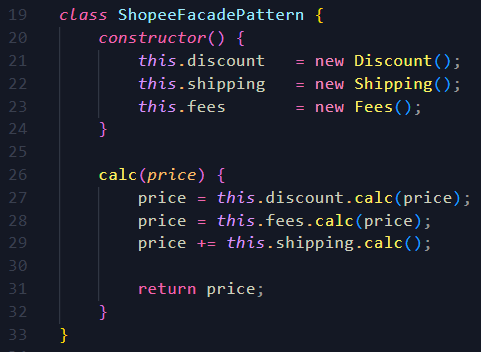 19 class ShopeeFacadePattern {
20     constructor() {
21         this.discount   = new Discount();
22         this.shipping   = new Shipping();
23         this.fees       = new Fees();
24     }
25
26     calc(price) {
27         price = this.discount.calc(price);
28         price = this.fees.calc(price);
29         price += this.shipping.calc();
30
31         return price;
32     }
33 }